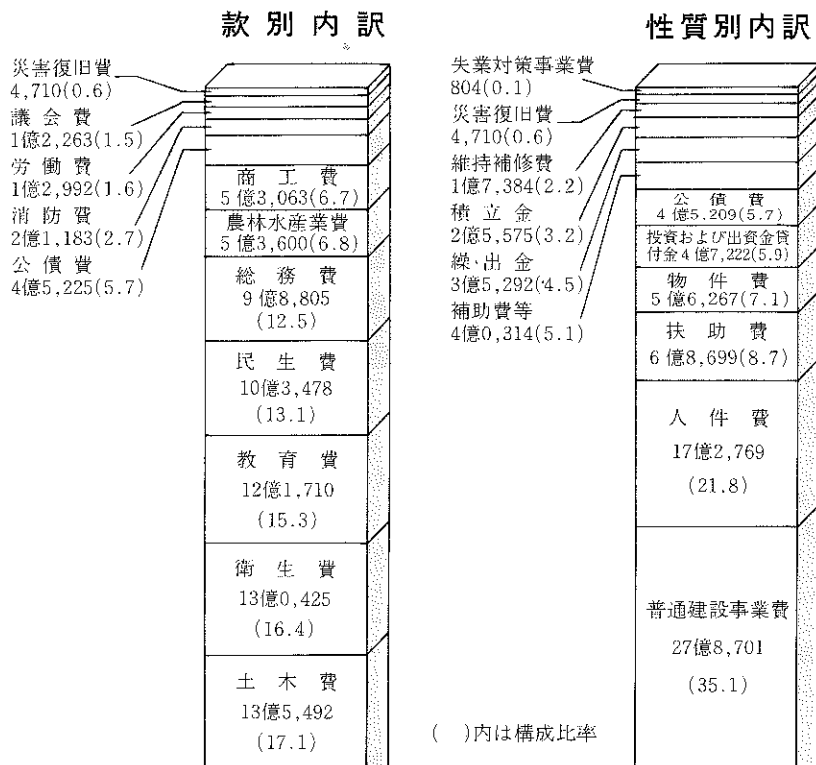 款別内訳
災害復旧費
4,710(0.6)
議会費
1億2,263(1.5)
労働費
1億2,992(1.6)
消防費
2億1,183(2.7)
公債費
4億5,225(5.7)
商工費
5億3,063(6.7)
農林水産業費
5億3,600(6.8)
総務費
9億8,805
(12.5)
民生費
10億3,478
(13.1)
教育費
12億1,710
(15.3)
衛生費
13億0,425
(16.4)
土木費
13億5,492
(17.1)
性質別内訳
失業対策事業費
804(0.1)
災害復旧費
4,710(0.6)
維持補修費
1億7,384(2.2)
積立金
2億5,575(3.2)
繰出金
3億5,292(4.5)
補助費等
4億0,314(5.1)
公債費
4億5.209(5.7)
投資および出資金貸
付金4億7,222(5.9)
物件費
5億6,267(7.1)
扶助費
6億8,699(8.7)
人件費
17億2,769
(21.8)
普通建設事業費
27億8,701
(35.1)
( )内は構成比率